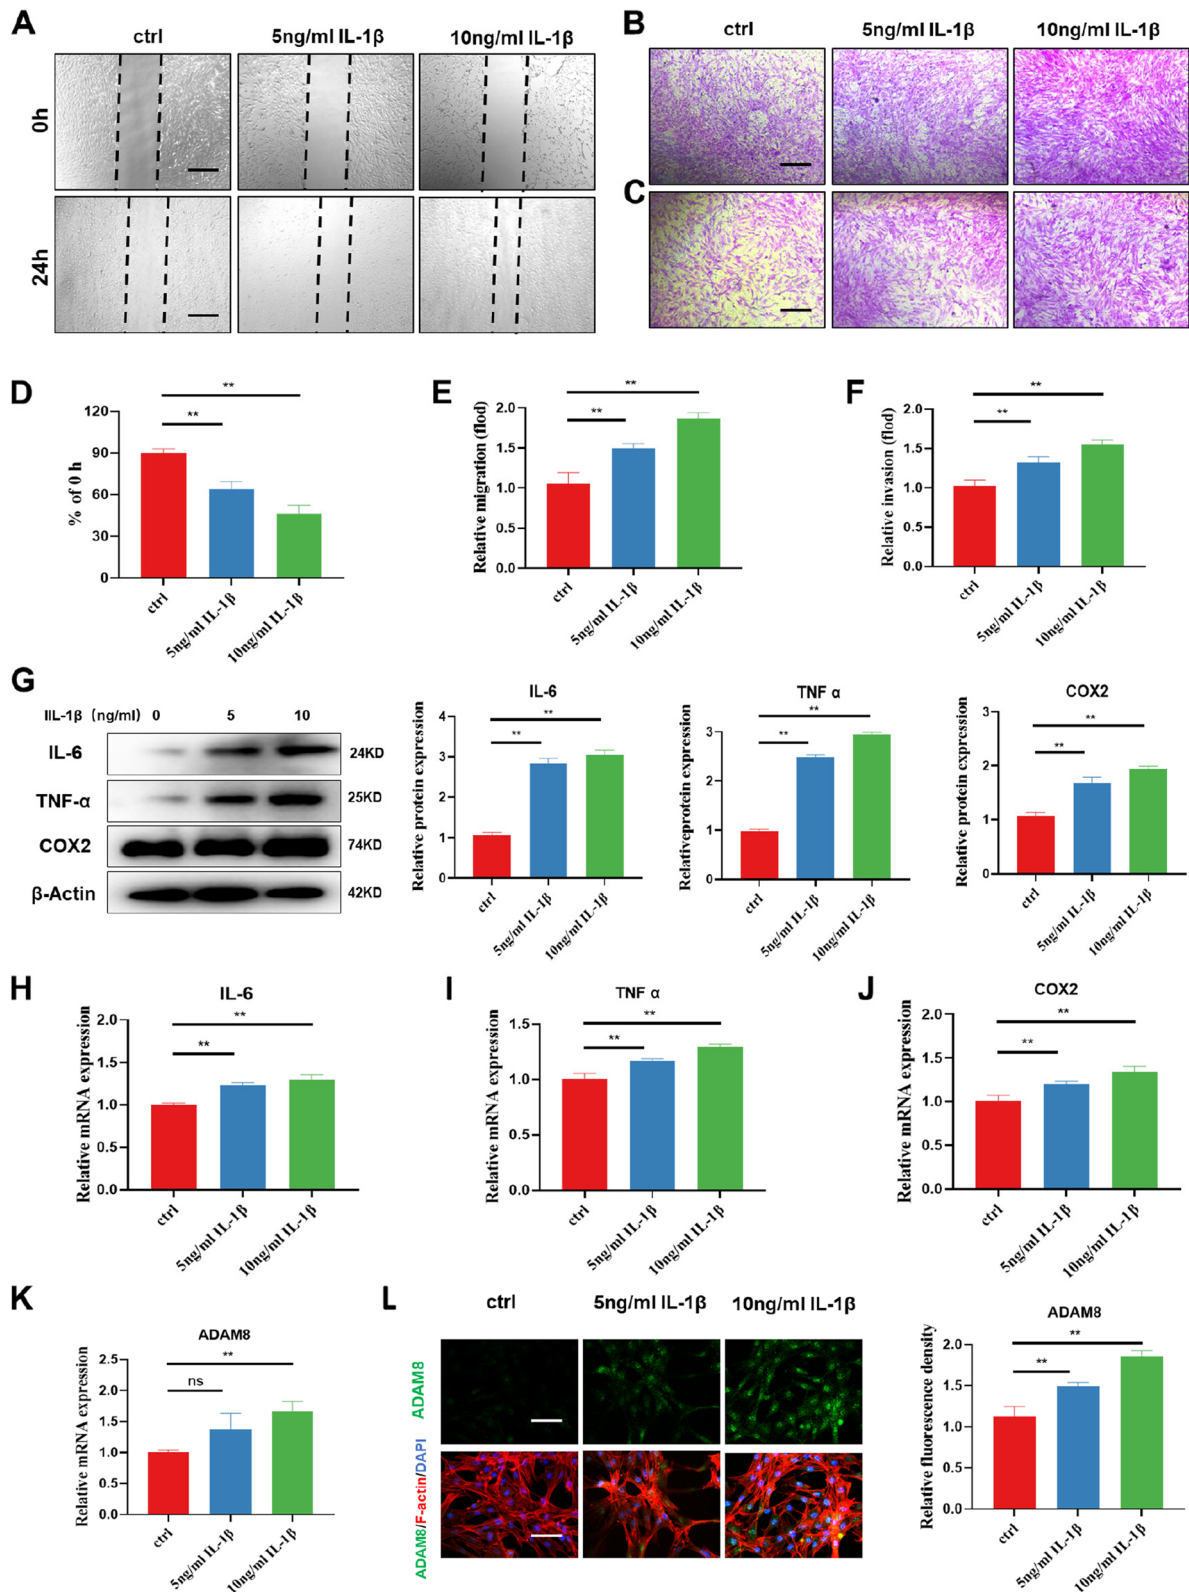 A
ctrl
5ng/ml IL-1β
10ng/ml IL-1β
0h
24h
B
ctrl
5ng/ml IL-1β
10ng/ml IL-1β
C
D
% of 0 h
120
90
60
30
0
**
**
ctrl
5ng/ml IL-1β
10ng/ml IL-1β
E
Relative migration (flod)
2.0
1.5
1.0
0.5
0.0
**
**
ctrl
5ng/ml IL-1β
10ng/ml IL-1β
F
Relative invasion (flod)
2.0
1.5
1.0
0.5
0.0
**
**
ctrl
5ng/ml IL-1β
10ng/ml IL-1β
G
IIL-1β (ng/ml) 0 5 10
IL-6 24KD
TNF-α 25KD
COX2 74KD
β-Actin 42KD
IL-6
Relative protein expression
4
3
2
1
0
**
**
ctrl
5ng/ml IL-1β
10ng/ml IL-1β
TNF α
Relativeprotein expression
3
2
1
0
**
**
ctrl
5ng/ml IL-1β
10ng/ml IL-1β
COX2
Relative protein expression
3
2
1
0
**
**
ctrl
5ng/ml IL-1β
10ng/ml IL-1β
H
IL-6
Relative mRNA expression
2.0
1.5
1.0
0.5
0.0
**
**
ctrl
5ng/ml IL-1β
10ng/ml IL-1β
I
TNF α
Relative mRNA expression
1.5
1.0
0.5
0.0
**
**
ctrl
5ng/ml IL-1β
10ng/ml IL-1β
J
COX2
Relative mRNA expression
2.0
1.5
1.0
0.5
0.0
**
**
ctrl
5ng/ml IL-1β
10ng/ml IL-1β
K
ADAM8
Relative mRNA expression
2.5
2.0
1.5
1.0
0.5
0.0
**
ns
ctrl
5ng/ml IL-1β
10ng/ml IL-1β
L
ctrl
5ng/ml IL-1β
10ng/ml IL-1β
ADAM8
ADAM8/F-actin/DAPI
ADAM8
Relative fluorescence density
2.0
1.5
1.0
0.5
0.0
**
**
ctrl
5ng/ml IL-1β
10ng/ml IL-1β